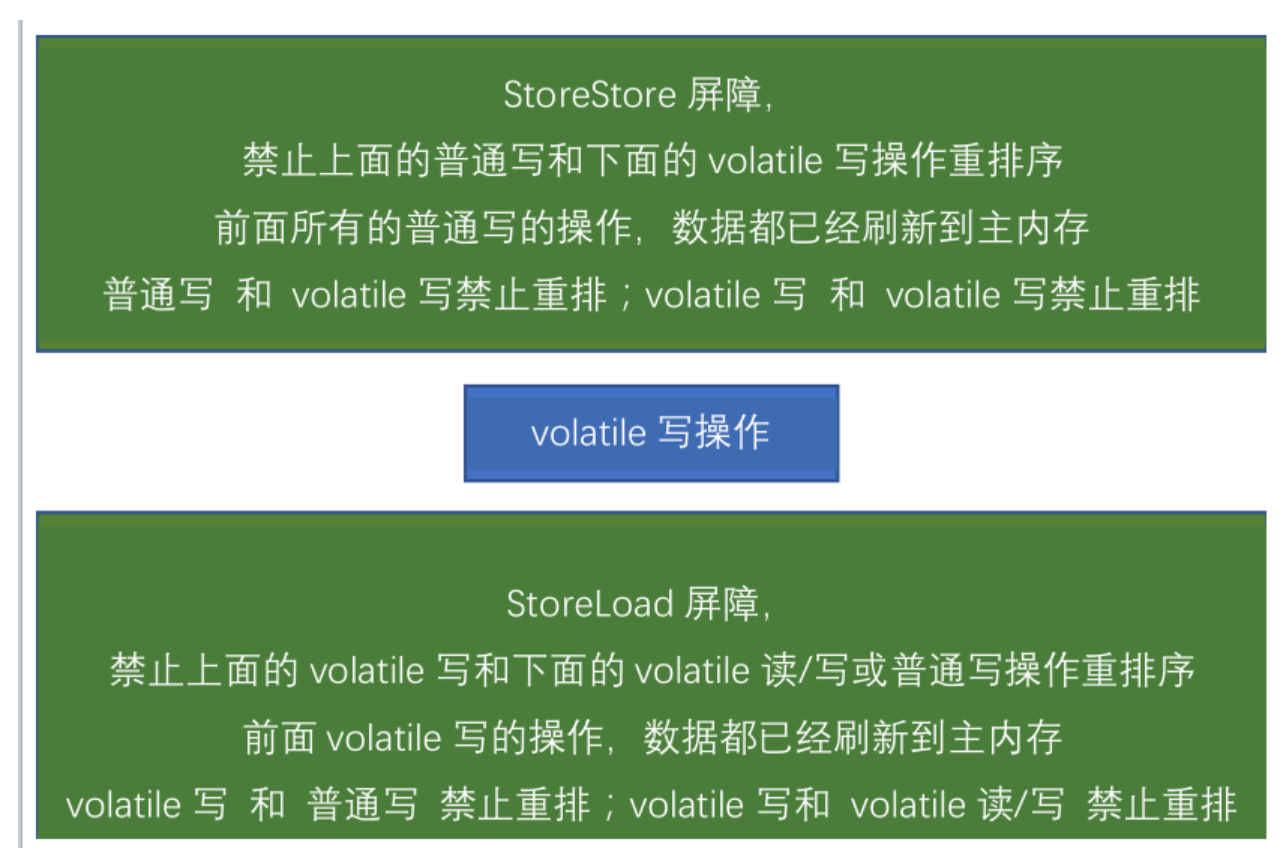 StoreStore 屏障，
禁止上面的普通写和下面的 volatile 写操作重排序
前面所有的普通写的操作，数据都已经刷新到主内存
普通写 和 volatile 写禁止重排；volatile 写 和 volatile 写禁止重排
volatile 写操作
StoreLoad 屏障，
禁止上面的 volatile 写和下面的 volatile 读/写或普通写操作重排序
前面 volatile 写的操作，数据都已经刷新到主内存
volatile 写 和 普通写 禁止重排；volatile 写和 volatile 读/写 禁止重排